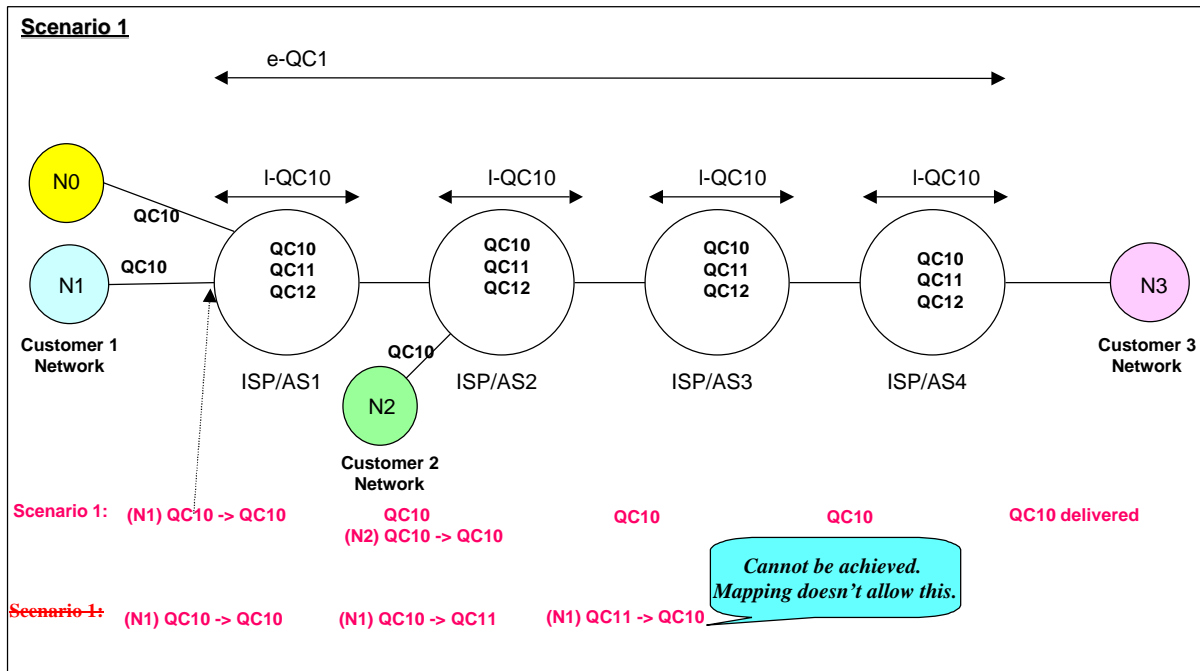 Scenario 1
e-QC1
N0
l-QC10
l-QC10
l-QC10
l-QC10
QC10
QC10
N1
QC10
QC11
QC12
QC10
QC11
QC12
QC10
QC11
QC12
QC10
QC11
QC12
N3
Customer 1
Network
QC10
Customer 3
Network
ISP/AS1
ISP/AS2
ISP/AS3
ISP/AS4
N2
Customer 2
Network
Scenario 1:
(N1) QC10 -> QC10
QC10
(N2) QC10 -> QC10
QC10
QC10
QC10 delivered
Cannot be achieved.
Mapping doesn't allow this.
Scenario 1:
(N1) QC10 -> QC10
(N1) QC10 -> QC11
(N1) QC11 -> QC10